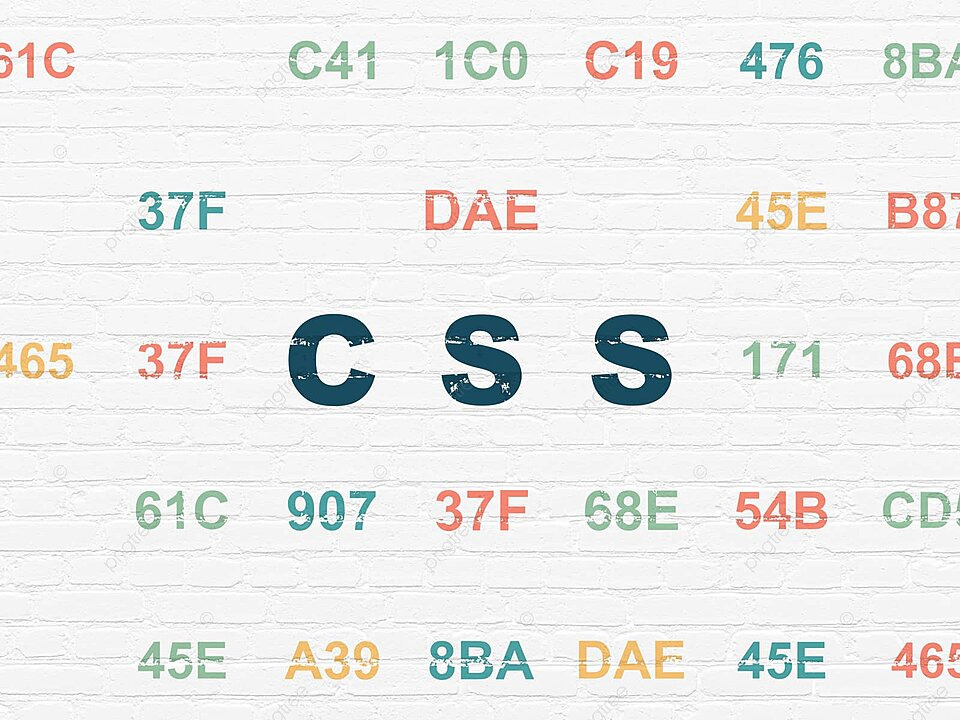 61C C41 1C0 C19 476 8BA
37F DAE 45E B87
465 37F CSS 171 68E
61C 907 37F 68E 54B CD5
45E A39 8BA DAE 45E 465